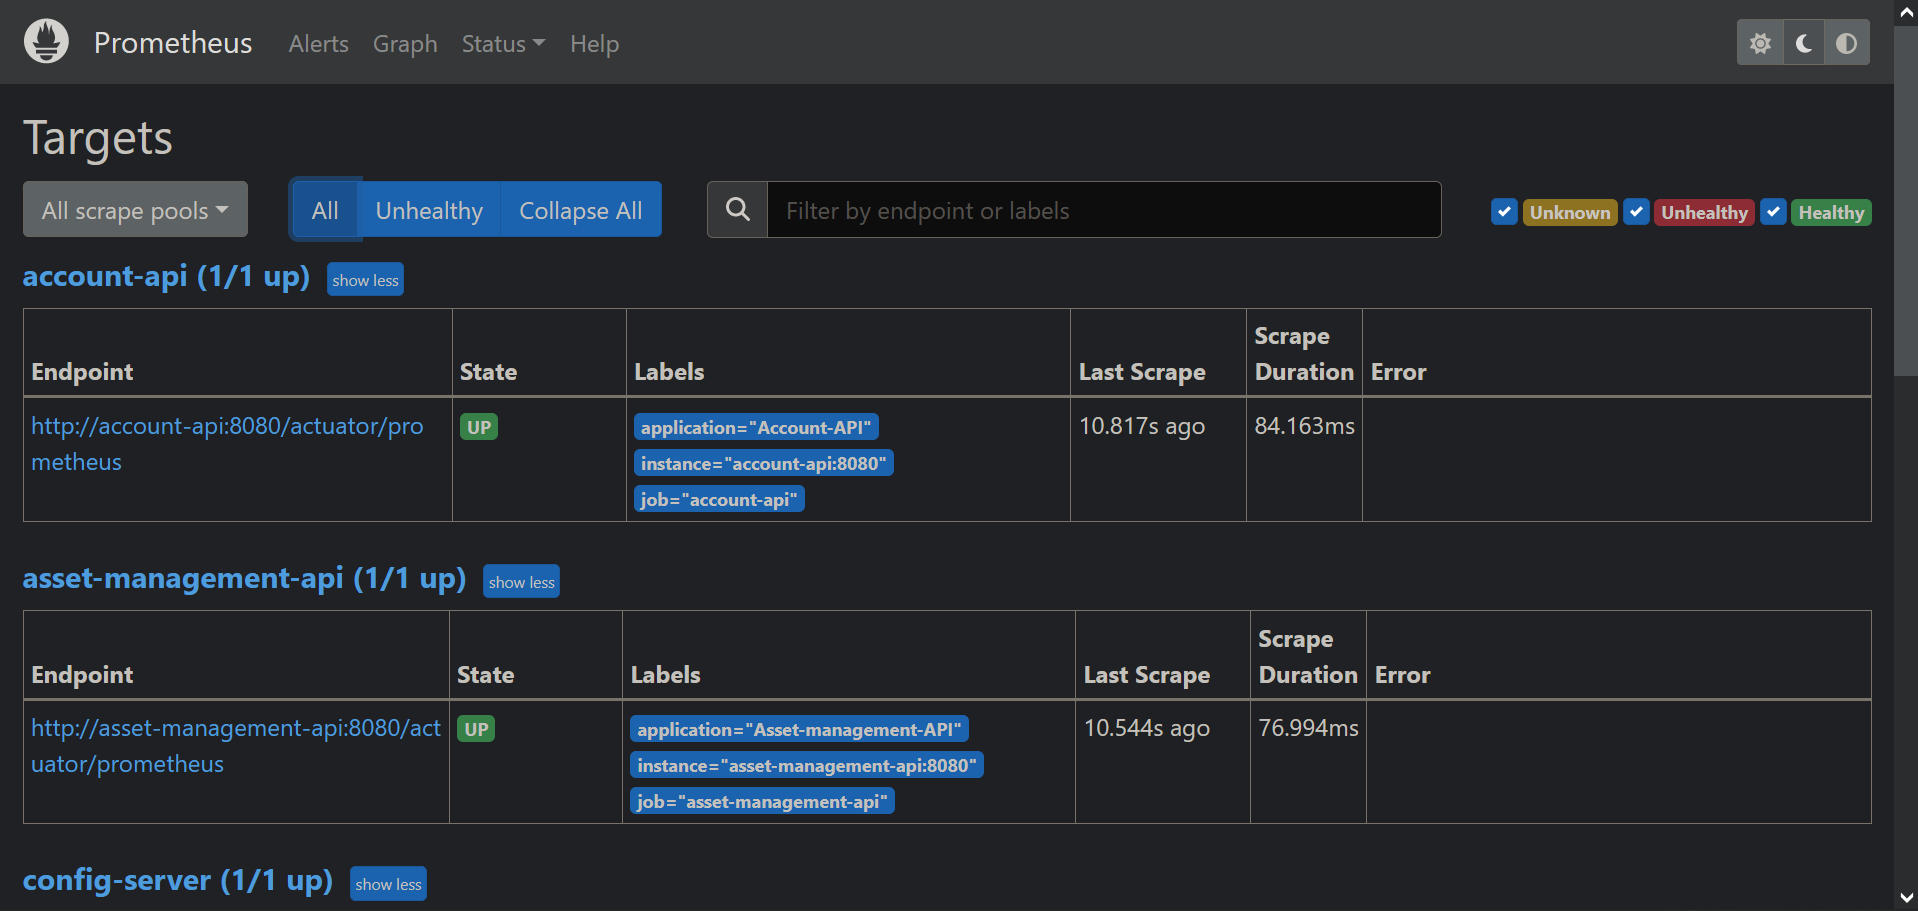 Prometheus Alerts Graph Status Help
Targets
All scrape pools All Unhealthy Collapse All Filter by endpoint or labels Unknown Unhealthy Healthy
account-api (1/1 up) show less
Endpoint State Labels Last Scrape Scrape Duration Error
http://account-api:8080/actuator/pro
metheus
UP
application="Account-API"
instance="account-api:8080"
job="account-api"
10.817s ago
84.163ms
asset-management-api (1/1 up) show less
Endpoint State Labels Last Scrape Scrape Duration Error
http://asset-management-api:8080/act
uator/prometheus
UP
application="Asset-management-API"
instance="asset-management-api:8080"
job="asset-management-api"
10.544s ago
76.994ms
config-server (1/1 up) show less